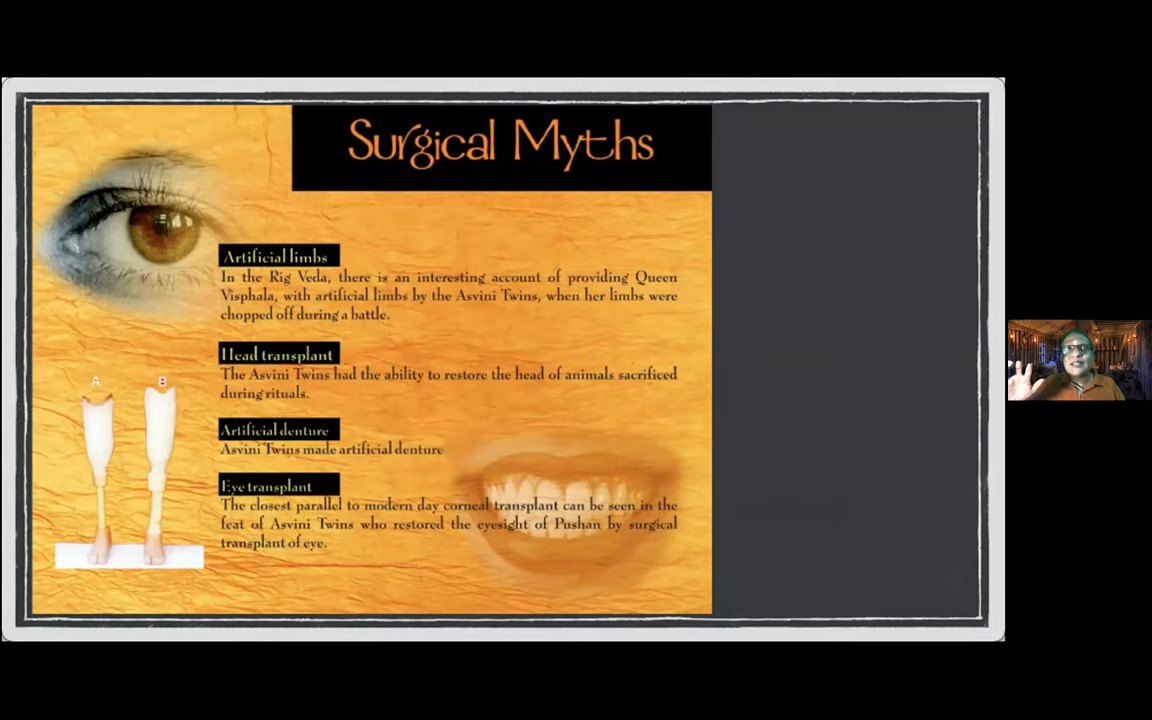 Surgical Myths
Artificial limbs
In the Rig Veda, there is an interesting account of providing Queen
Visphala, with artificial limbs by the Asvini Twins, when her limbs were
chopped off during a battle.
Head transplant
The Asvini Twins had the ability to restore the head of animals sacrificed
during rituals.
Artificial denture
Asvini Twins made artificial denture
Eye transplant
The closest parallel to modern day corneal transplant can be seen in the
feat of Asvini Twins who restored the eyesight of Pushan by surgical
transplant of eye.
A B